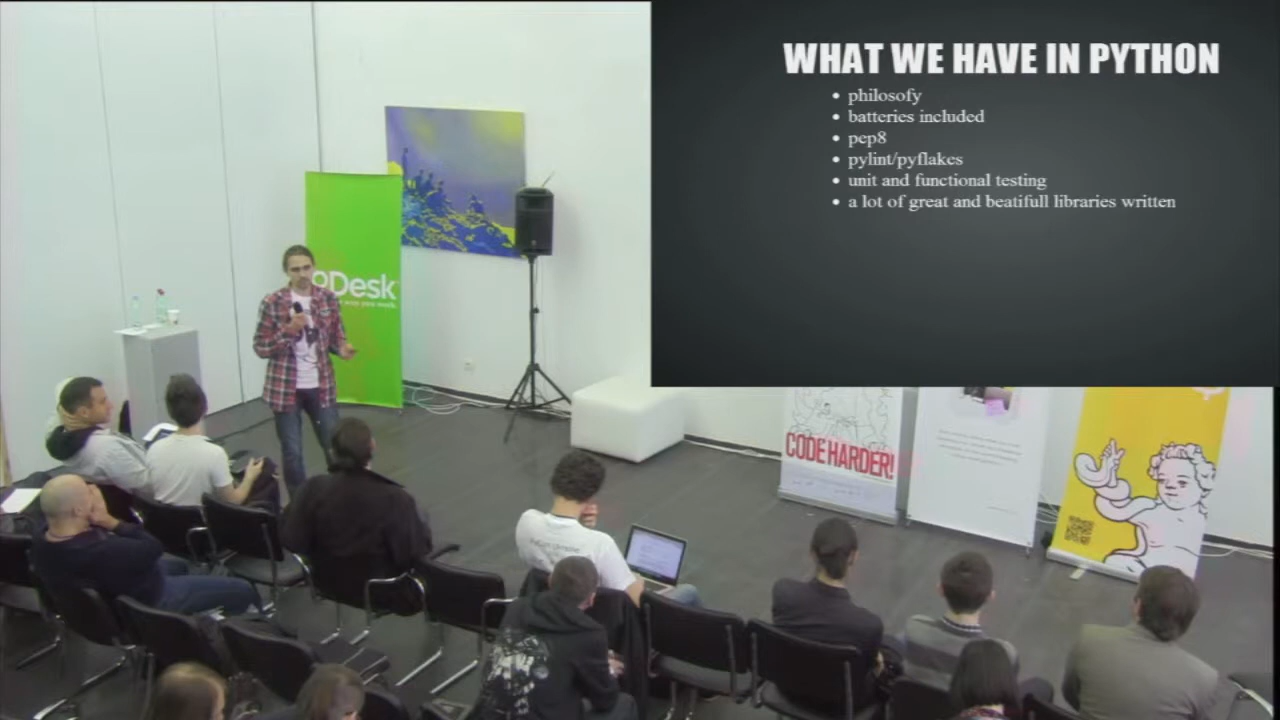 WHAT WE HAVE IN PYTHON
philosofy
batteries included
pep8
pylint/pyflakes
unit and functional testing
a lot of great and beatifull libraries written
oDesk
CODE HARDER!